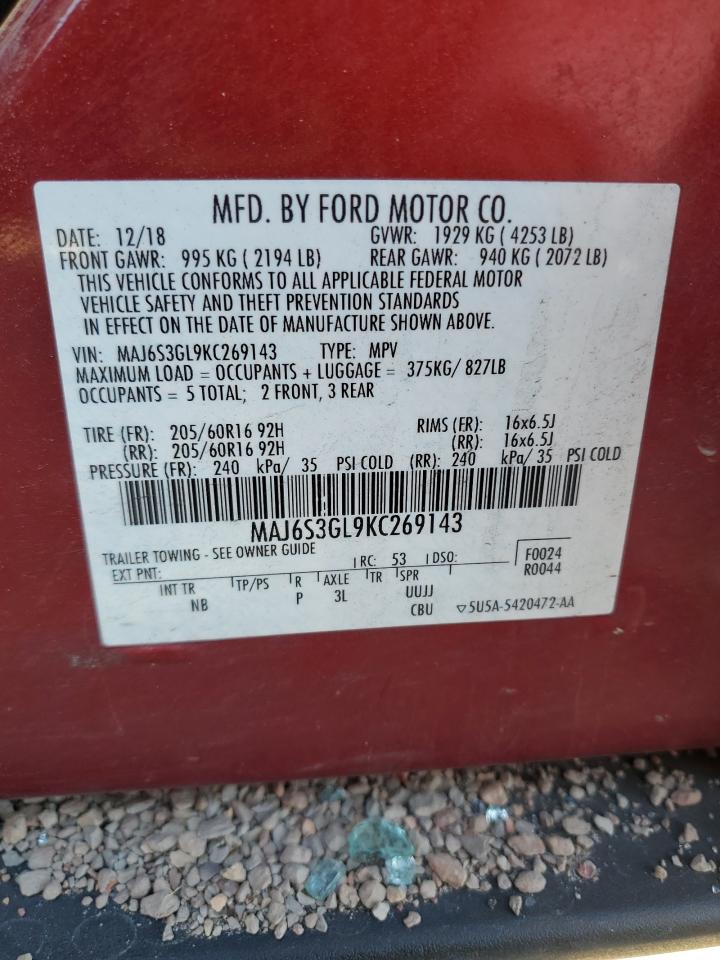 MFD. BY FORD MOTOR CO.
DATE: 12/18 GVWR: 1929 KG ( 4253 LB)
FRONT GAWR: 995 KG ( 2194 LB) REAR GAWR: 940 KG ( 2072 LB)
THIS VEHICLE CONFORMS TO ALL APPLICABLE FEDERAL MOTOR
VEHICLE SAFETY AND THEFT PREVENTION STANDARDS
IN EFFECT ON THE DATE OF MANUFACTURE SHOWN ABOVE.
VIN: MAJ6S3GL9KC269143 TYPE: MPV
MAXIMUM LOAD = OCCUPANTS + LUGGAGE = 375KG/ 827LB
OCCUPANTS = 5 TOTAL; 2 FRONT, 3 REAR
TIRE (FR): 205/60R16 92H RIMS (FR): 16x6.5J
(RR): 205/60R16 92H (RR): 16x6.5J
PRESSURE (FR): 240 kPa/ 35 PSI COLD (RR): 240 kPa/ 35 PSI COLD
MAJ6S3GL9KC269143
TRAILER TOWING - SEE OWNER GUIDE
EXT PNT: RC: 53 DSO: F0024
R0044
INT TR TP/PS R AXLE TR SPR
NB P 3L UUJJ
CBU ▽5U5A-5420472-AA